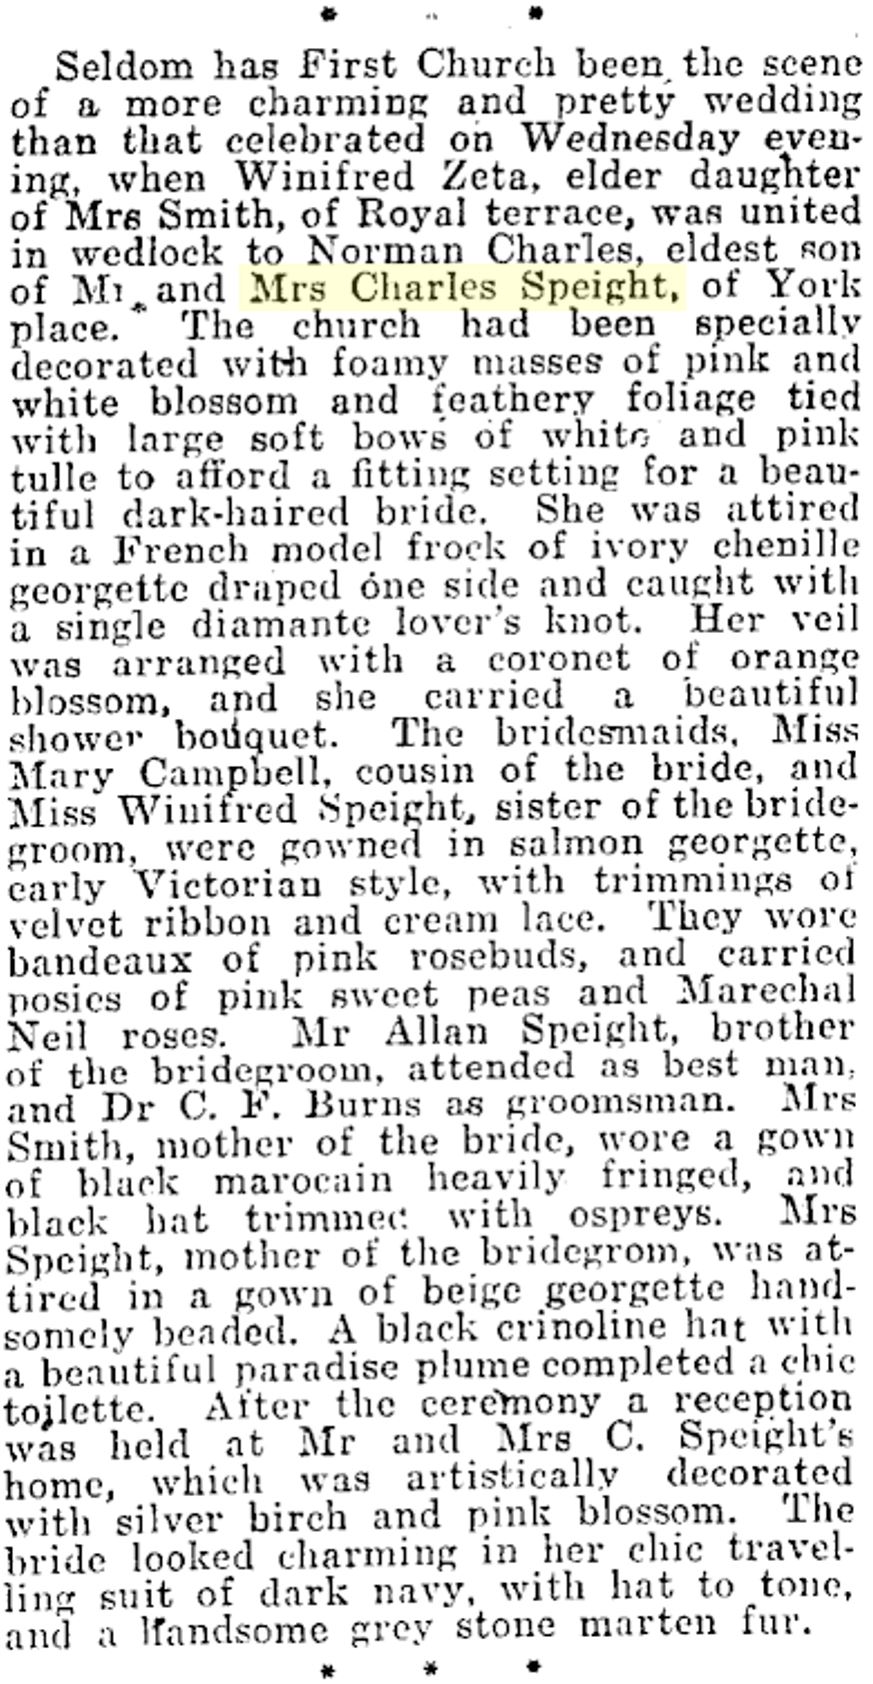 * * *
Seldom has First Church been the scene
of a more charming and pretty wedding
than that celebrated on Wednesday even-
ing, when Winifred Zeta, elder daughter
of Mrs Smith, of Royal terrace, was united
in wedlock to Norman Charles, eldest son
of Mr and Mrs Charles Speight, of York
place. The church had been specially
decorated with foamy masses of pink and
white blossom and feathery foliage tied
with large soft bows of white and pink
tulle to afford a fitting setting for a beau-
tiful dark-haired bride. She was attired
in a French model frock of ivory chenille
georgette draped one side and caught with
a single diamante lover's knot. Her veil
was arranged with a coronet of orange
blossom, and she carried a beautiful
shower bouquet. The bridesmaids, Miss
Mary Campbell, cousin of the bride, and
Miss Winifred Speight, sister of the bride-
groom, were gowned in salmon georgette,
early Victorian style, with trimmings of
velvet ribbon and cream lace. They wore
bandeaux of pink rosebuds, and carried
posies of pink sweet peas and Marechal
Neil roses. Mr Allan Speight, brother
of the bridegroom, attended as best man,
and Dr C. F. Burns as groomsman. Mrs
Smith, mother of the bride, wore a gown
of black marocain heavily fringed, and
black hat trimmed with ospreys. Mrs
Speight, mother of the bridegrom, was at-
tired in a gown of beige georgette hand-
somely beaded. A black crinoline hat with
a beautiful paradise plume completed a chic
toilette. After the ceremony a reception
was held at Mr and Mrs C. Speight's
home, which was artistically decorated
with silver birch and pink blossom. The
bride looked charming in her chic travel-
ling suit of dark navy, with hat to tone,
and a handsome grey stone marten fur.
* * *